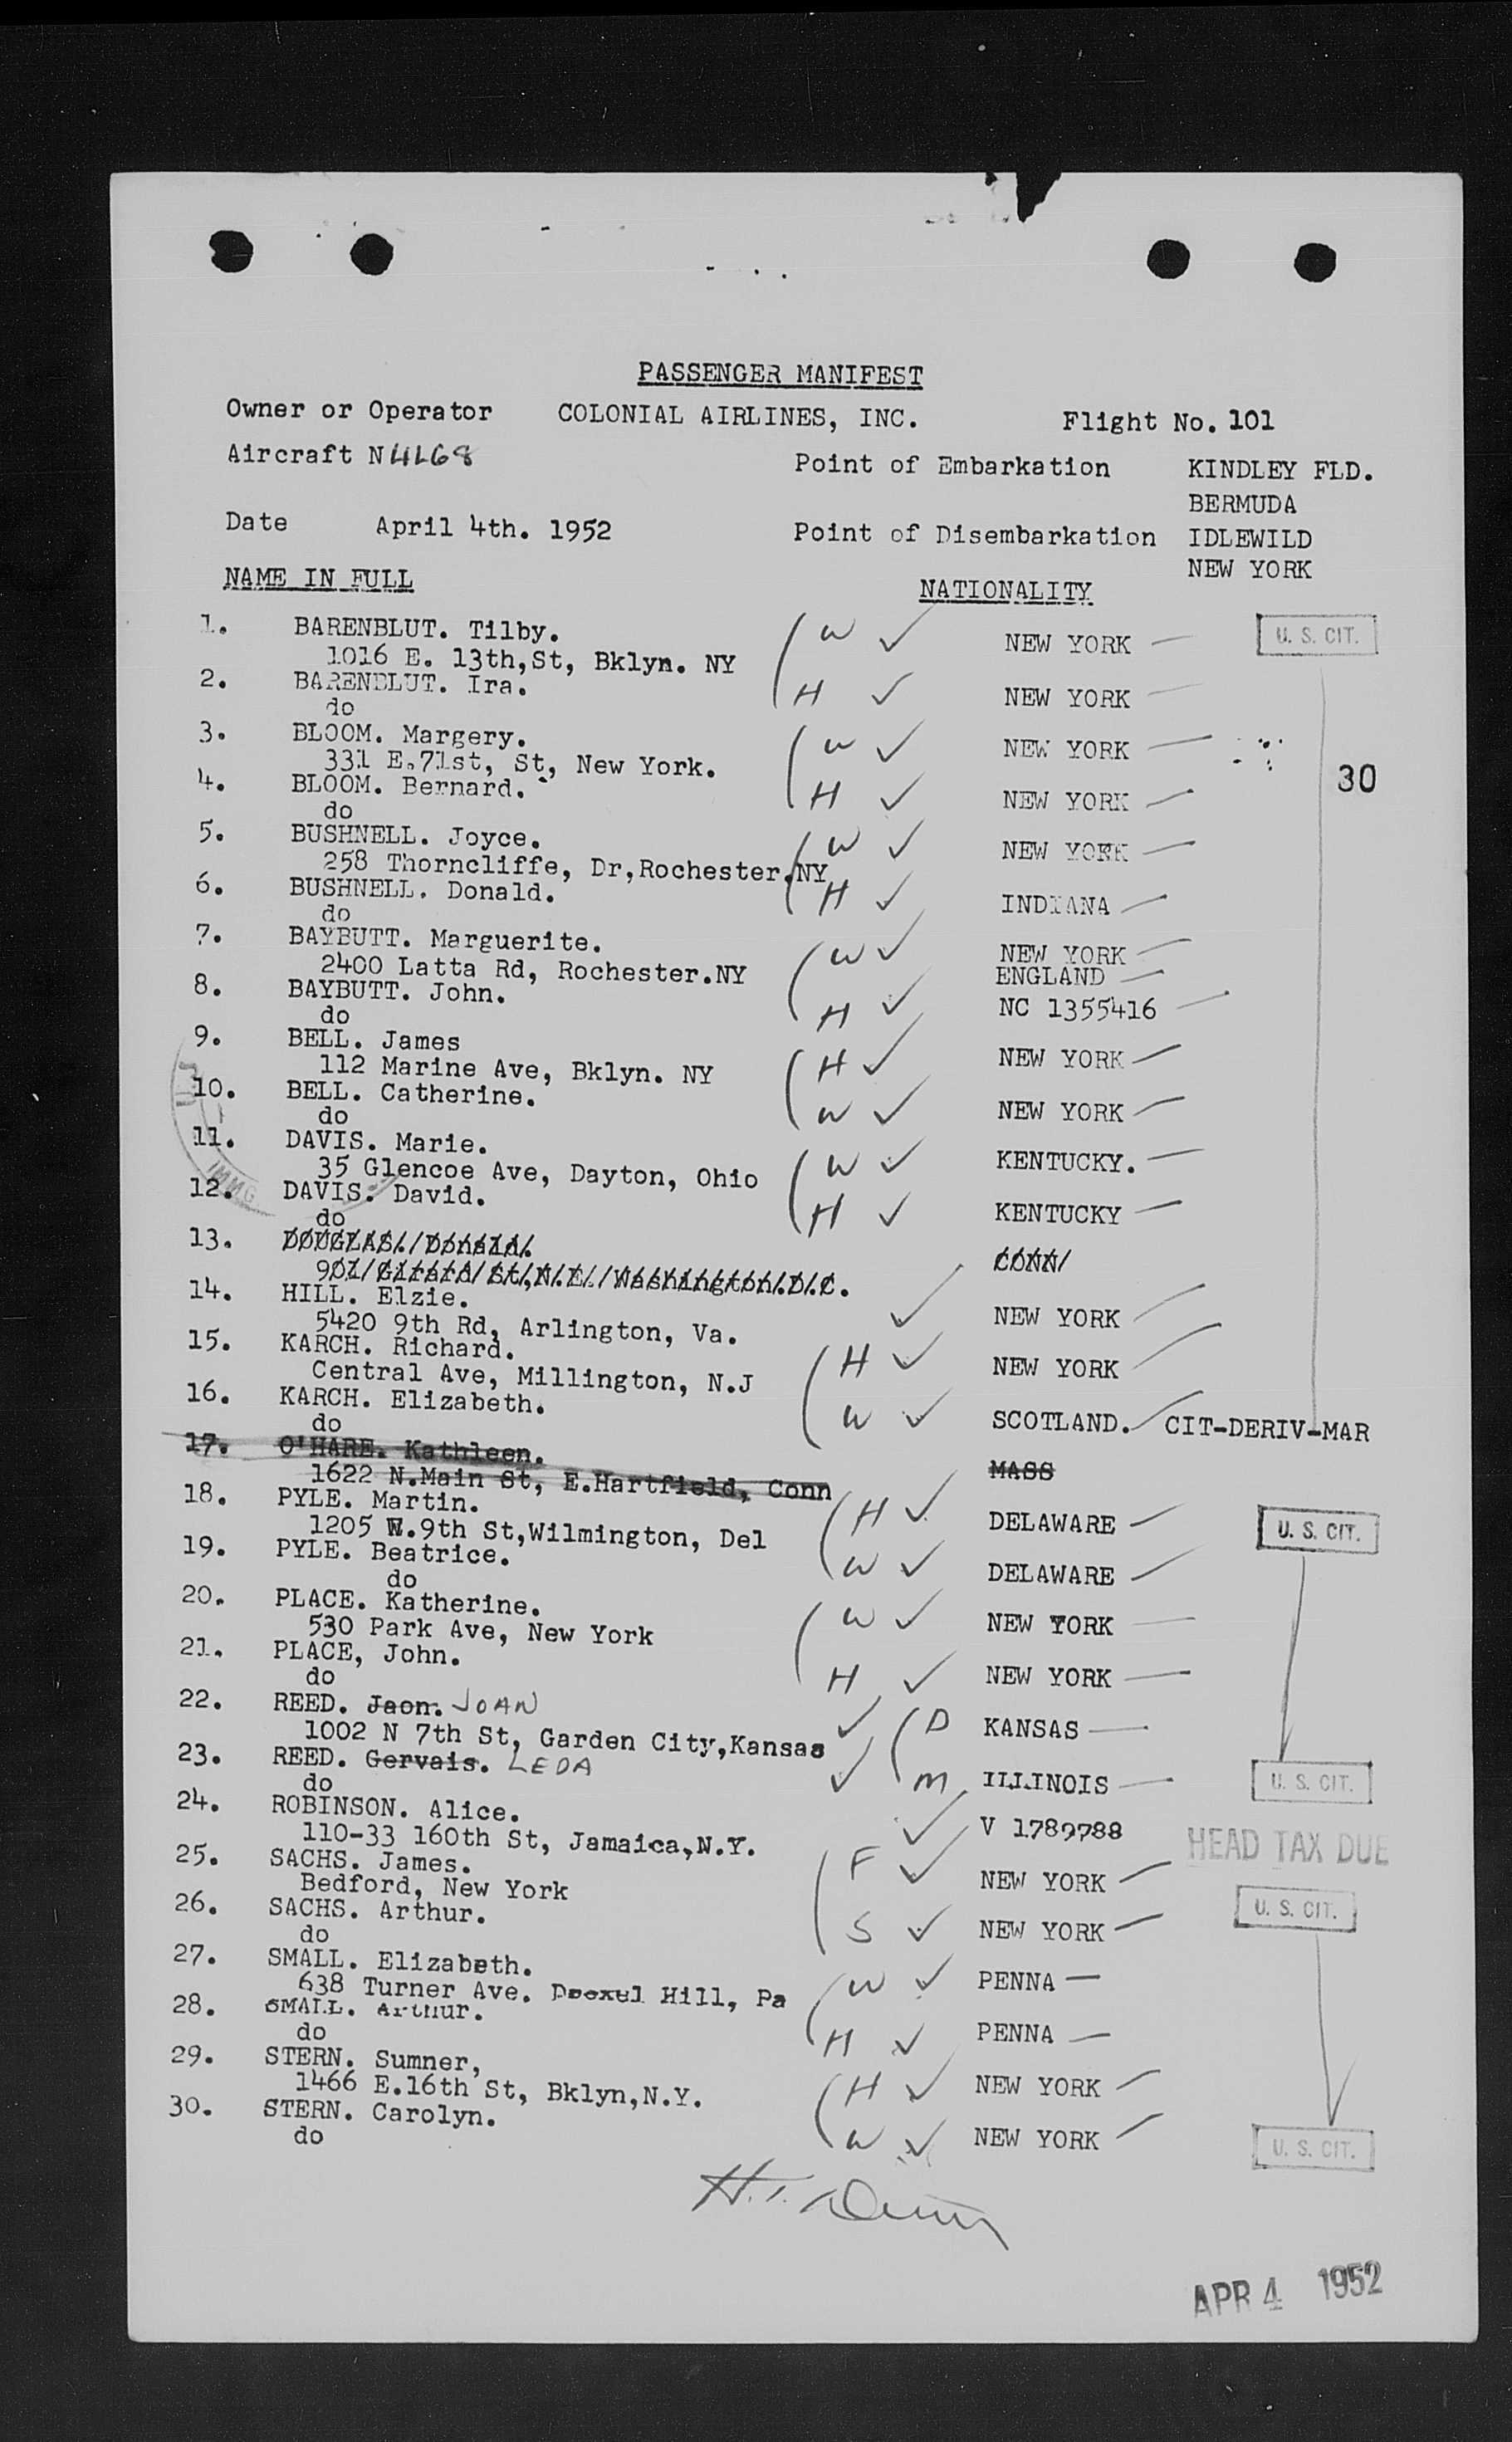 PASSENGER MANIFEST
Owner or Operator COLONIAL AIRLINES, INC. Flight No. 101
Aircraft N4LG8 Point of Embarkation KINDLEY FLD.
BERMUDA
Date April 4th. 1952 Point of Disembarkation IDLEWILD
NEW YORK
NAME IN FULL NATIONALITY
1. BARENBLUT. Tilby. W NEW YORK U. S. CIT.
1016 E. 13th,St, Bklyn. NY
2. BARENBLUT. Ira. H NEW YORK
do
3. BLOOM. Margery. W NEW YORK
331 E.71st, St, New York. 30
4. BLOOM. Bernard. H NEW YORK
do
5. BUSHNELL. Joyce. W NEW YORK
258 Thorncliffe, Dr,Rochester.NY
6. BUSHNELL. Donald. H INDIANA
do
7. BAYBUTT. Marguerite. W NEW YORK
2400 Latta Rd, Rochester.NY ENGLAND
8. BAYBUTT. John. H NC 1355416
do
9. BELL. James H NEW YORK
112 Marine Ave, Bklyn. NY
10. BELL. Catherine. W NEW YORK
do
11. DAVIS. Marie. W KENTUCKY.
35 Glencoe Ave, Dayton, Ohio
IMMG.
12. DAVIS. David. H KENTUCKY
do
13. DOUGLAS. Donald. CONN
901 Girard St,N.E. Washington.D.C.
14. HILL. Elzie. NEW YORK
5420 9th Rd, Arlington, Va.
15. KARCH. Richard. H NEW YORK
Central Ave, Millington, N.J
16. KARCH. Elizabeth. W SCOTLAND. CIT-DERIV-MAR
do
17. O'HARE. Kathleen. MASS
1622 N.Main St, E.Hartfield, Conn
18. PYLE. Martin. H DELAWARE U. S. CIT.
1205 W.9th St,Wilmington, Del
19. PYLE. Beatrice. W DELAWARE
do
20. PLACE. Katherine. W NEW YORK
530 Park Ave, New York
21. PLACE, John. H NEW YORK
do
22. REED. Jaon. JOAN D KANSAS
1002 N 7th St, Garden City,Kansas
23. REED. Gervais. LEDA M ILLINOIS U. S. CIT.
do
24. ROBINSON. Alice. V 1789788 HEAD TAX DUE
110-33 160th St, Jamaica,N.Y.
25. SACHS. James. F NEW YORK U. S. CIT.
Bedford, New York
26. SACHS. Arthur. S NEW YORK
do
27. SMALL. Elizabeth. W PENNA
638 Turner Ave. Drexel Hill, Pa
28. SMALL. Arthur. H PENNA
do
29. STERN. Sumner, H NEW YORK
1466 E.16th St, Bklyn,N.Y.
30. STERN. Carolyn. W NEW YORK U. S. CIT.
do
APR 4 1952